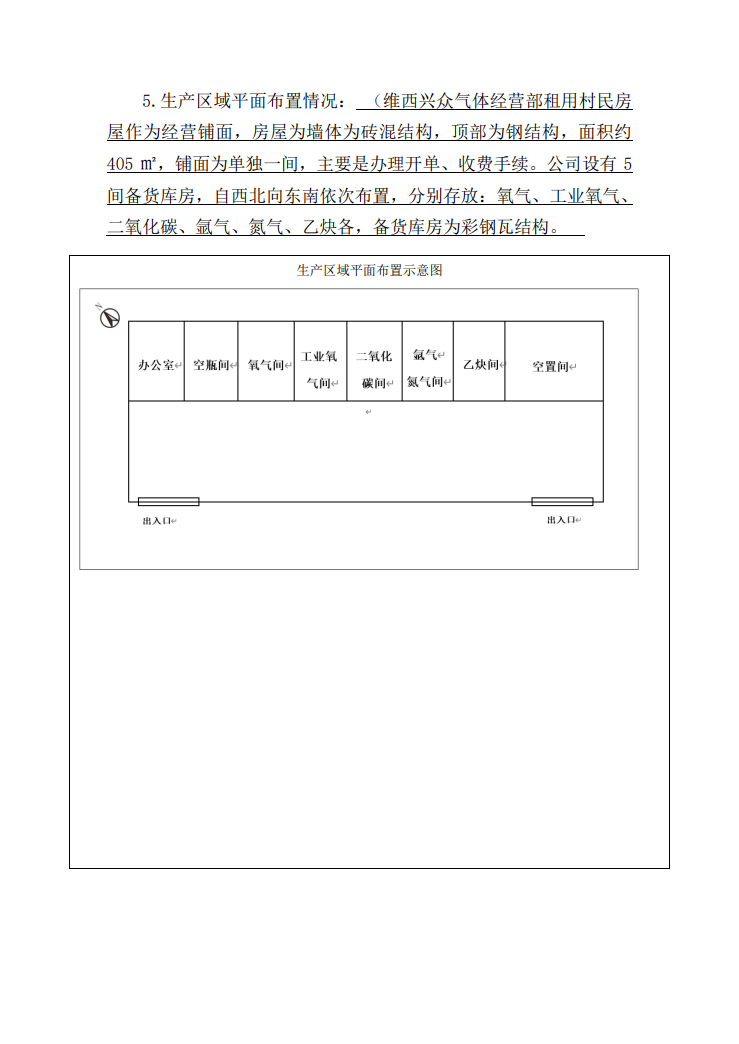 5.生产区域平面布置情况： （维西兴众气体经营部租用村民房
屋作为经营铺面，房屋为墙体为砖混结构，顶部为钢结构，面积约
405 ㎡，铺面为单独一间，主要是办理开单、收费手续。公司设有 5
间备货库房，自西北向东南依次布置，分别存放：氧气、工业氧气、
二氧化碳、氩气、氮气、乙炔各，备货库房为彩钢瓦结构。
生产区域平面布置示意图
N
办公室↵
空瓶间↵
氧气间↵
工业氧
气间↵
二氧化
碳间↵
氩气↵
氮气间↵
乙炔间↵
空置间↵
↵
出入口↵
出入口↵